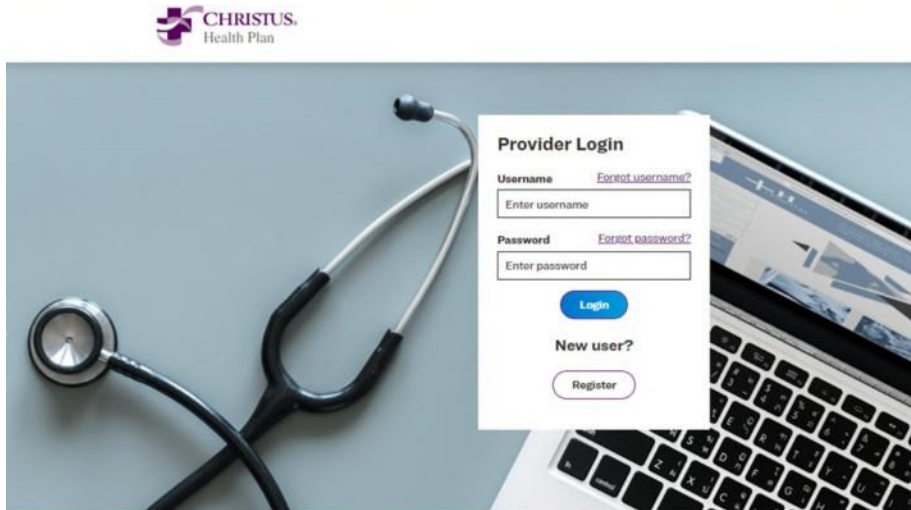 CHRISTUS.
Health Plan
Provider Login
Username Forgot username?
Enter username
Password Forgot password?
Enter password
Login
New user?
Register
control